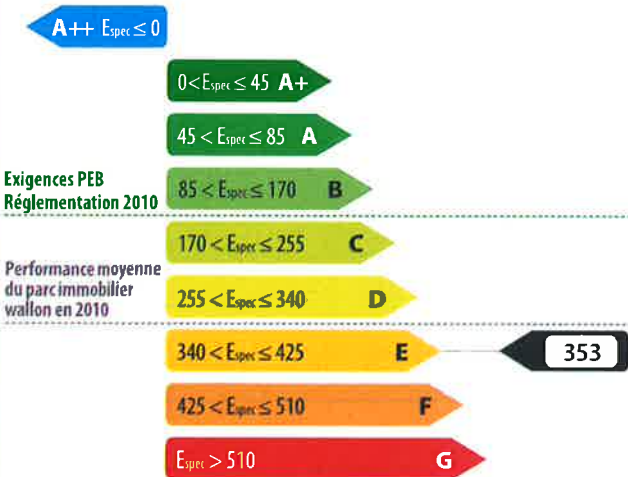 A++ Espec ≤ 0
0 < Espec ≤ 45 A+
45 < Espec ≤ 85 A
Exigences PEB
Réglementation 2010
85 < Espec ≤ 170 B
170 < Espec ≤ 255 C
Performance moyenne
du parc immobilier
wallon en 2010
255 < Espec ≤ 340 D
340 < Espec ≤ 425 E
353
425 < Espec ≤ 510 F
Espec > 510 G